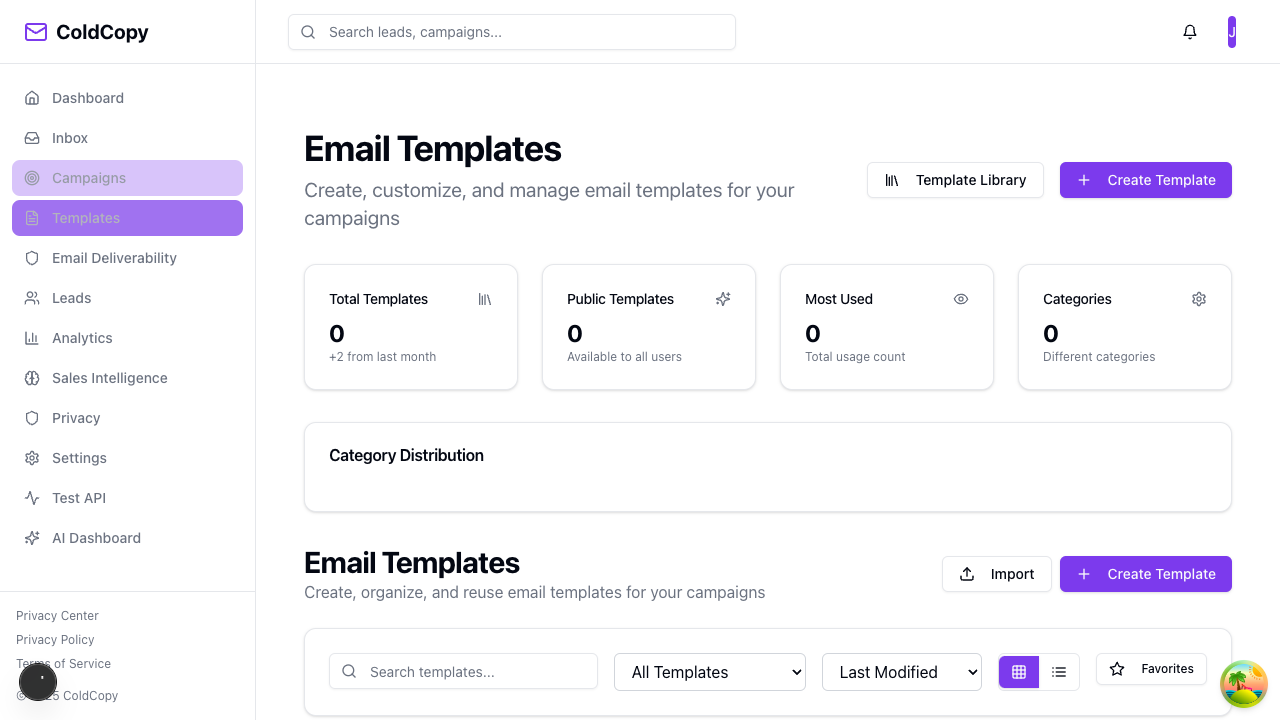 ColdCopy
Search leads, campaigns...
J
Dashboard
Inbox
Campaigns
Templates
Email Deliverability
Leads
Analytics
Sales Intelligence
Privacy
Settings
Test API
AI Dashboard
Privacy Center
Privacy Policy
Terms of Service
© 25 ColdCopy
Email Templates
Create, customize, and manage email templates for your
campaigns
Template Library
Create Template
Total Templates
0
+2 from last month
Public Templates
0
Available to all users
Most Used
0
Total usage count
Categories
0
Different categories
Category Distribution
Email Templates
Create, organize, and reuse email templates for your campaigns
Import
Create Template
Search templates...
All Templates
Last Modified
Favorites